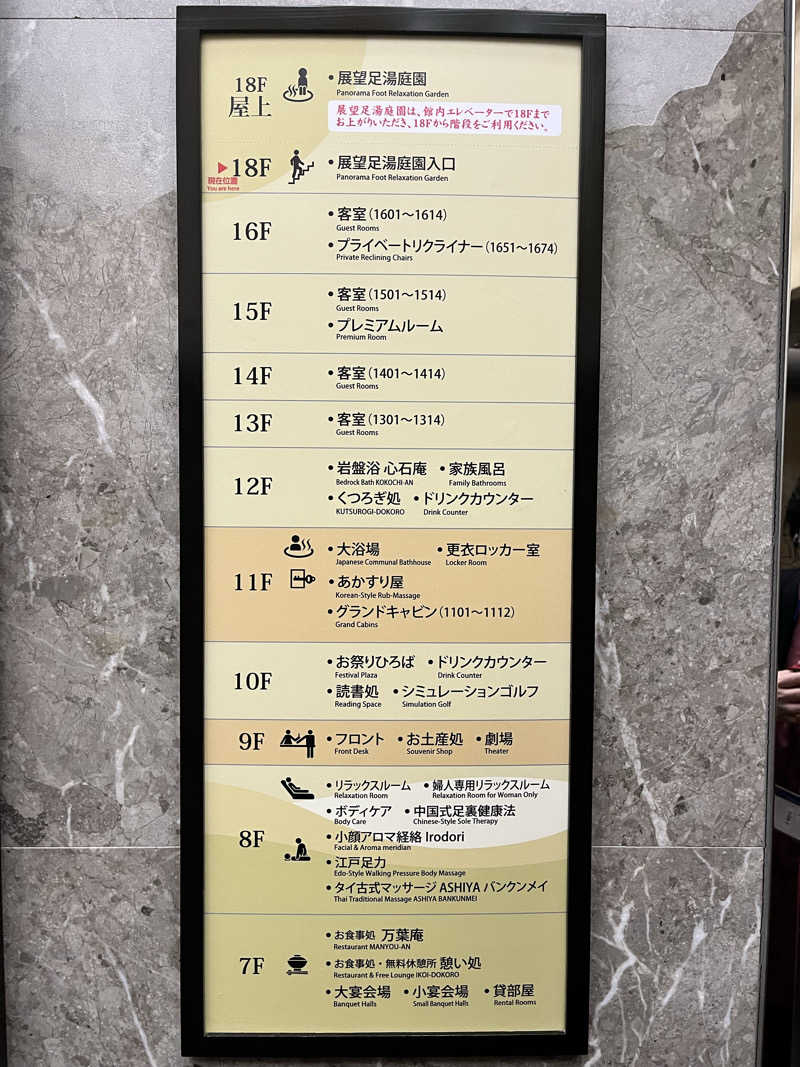 18F
屋上
• 展望足湯庭園
Panorama Foot Relaxation Garden
展望足湯庭園は、館内エレベーターで18Fまで
お上がりいただき、18Fから階段をご利用ください。
▶18F
現在位置
You are here
• 展望足湯庭園入口
Panorama Foot Relaxation Garden
16F
• 客室(1601〜1614)
Guest Rooms
• プライベートリクライナー(1651〜1674)
Private Reclining Chairs
15F
• 客室(1501〜1514)
Guest Rooms
• プレミアムルーム
Premium Room
14F
• 客室(1401〜1414)
Guest Rooms
13F
• 客室(1301〜1314)
Guest Rooms
12F
• 岩盤浴 心石庵 • 家族風呂
Bedrock Bath KOKOCHI-AN Family Bathrooms
• くつろぎ処 • ドリンクカウンター
KUTSUROGI-DOKORO Drink Counter
11F
• 大浴場 • 更衣ロッカー室
Japanese Communal Bathhouse Locker Room
• あかすり屋
Korean-Style Rub-Massage
• グランドキャビン(1101〜1112)
Grand Cabins
10F
• お祭りひろば • ドリンクカウンター
Festival Plaza Drink Counter
• 読書処 • シミュレーションゴルフ
Reading Space Simulation Golf
9F
• フロント • お土産処 • 劇場
Front Desk Souvenir Shop Theater
8F
• リラックスルーム • 婦人専用リラックスルーム
Relaxation Room Relaxation Room for Woman Only
• ボディケア • 中国式足裏健康法
Body Care Chinese-Style Sole Therapy
• 小顔アロマ経絡 Irodori
Facial & Aroma meridian
• 江戸足力
Edo-Style Walking Pressure Body Massage
• タイ古式マッサージ ASHIYA バンクンメイ
Thai Traditional Massage ASHIYA BANKUNMEI
7F
• お食事処 万葉庵
Restaurant MANYOU-AN
• お食事処・無料休憩所 憩い処
Restaurant & Free Lounge IKOI-DOKORO
• 大宴会場 • 小宴会場 • 貸部屋
Banquet Halls Small Banquet Halls Rental Rooms